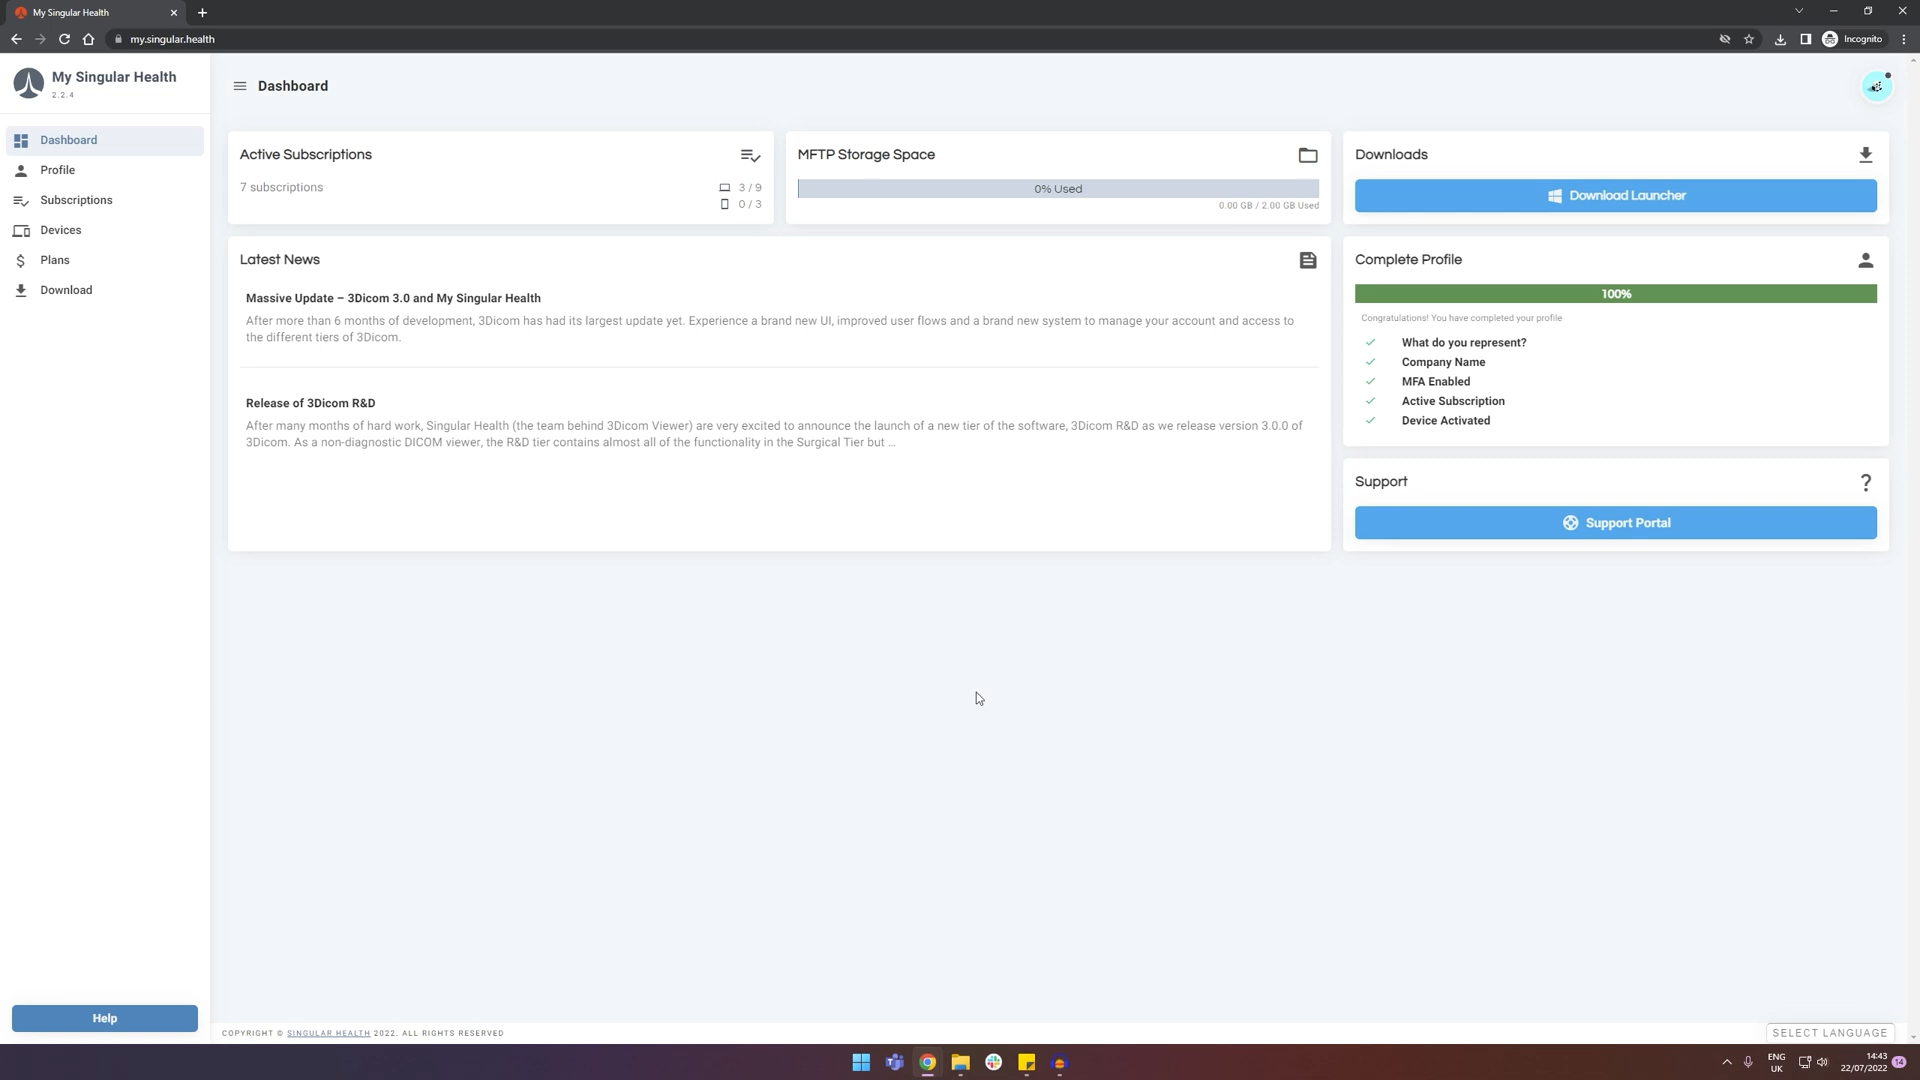 My Singular Health
my.singular.health
Incognito
My Singular Health
2.2.4
Dashboard
Profile
Subscriptions
Devices
Plans
Download
Help
Dashboard
Active Subscriptions
7 subscriptions
3 / 9
0 / 3
MFTP Storage Space
0% Used
0.00 GB / 2.00 GB Used
Downloads
Download Launcher
Latest News
Massive Update – 3Dicom 3.0 and My Singular Health
After more than 6 months of development, 3Dicom has had its largest update yet. Experience a brand new UI, improved user flows and a brand new system to manage your account and access to
the different tiers of 3Dicom.
Release of 3Dicom R&D
After many months of hard work, Singular Health (the team behind 3Dicom Viewer) are very excited to announce the launch of a new tier of the software, 3Dicom R&D as we release version 3.0.0 of
3Dicom. As a non-diagnostic DICOM viewer, the R&D tier contains almost all of the functionality in the Surgical Tier but ...
Complete Profile
100%
Congratulations! You have completed your profile
What do you represent?
Company Name
MFA Enabled
Active Subscription
Device Activated
Support
Support Portal
COPYRIGHT © SINGULAR HEALTH 2022. ALL RIGHTS RESERVED
SELECT LANGUAGE
ENG
UK
14:43
22/07/2022
14